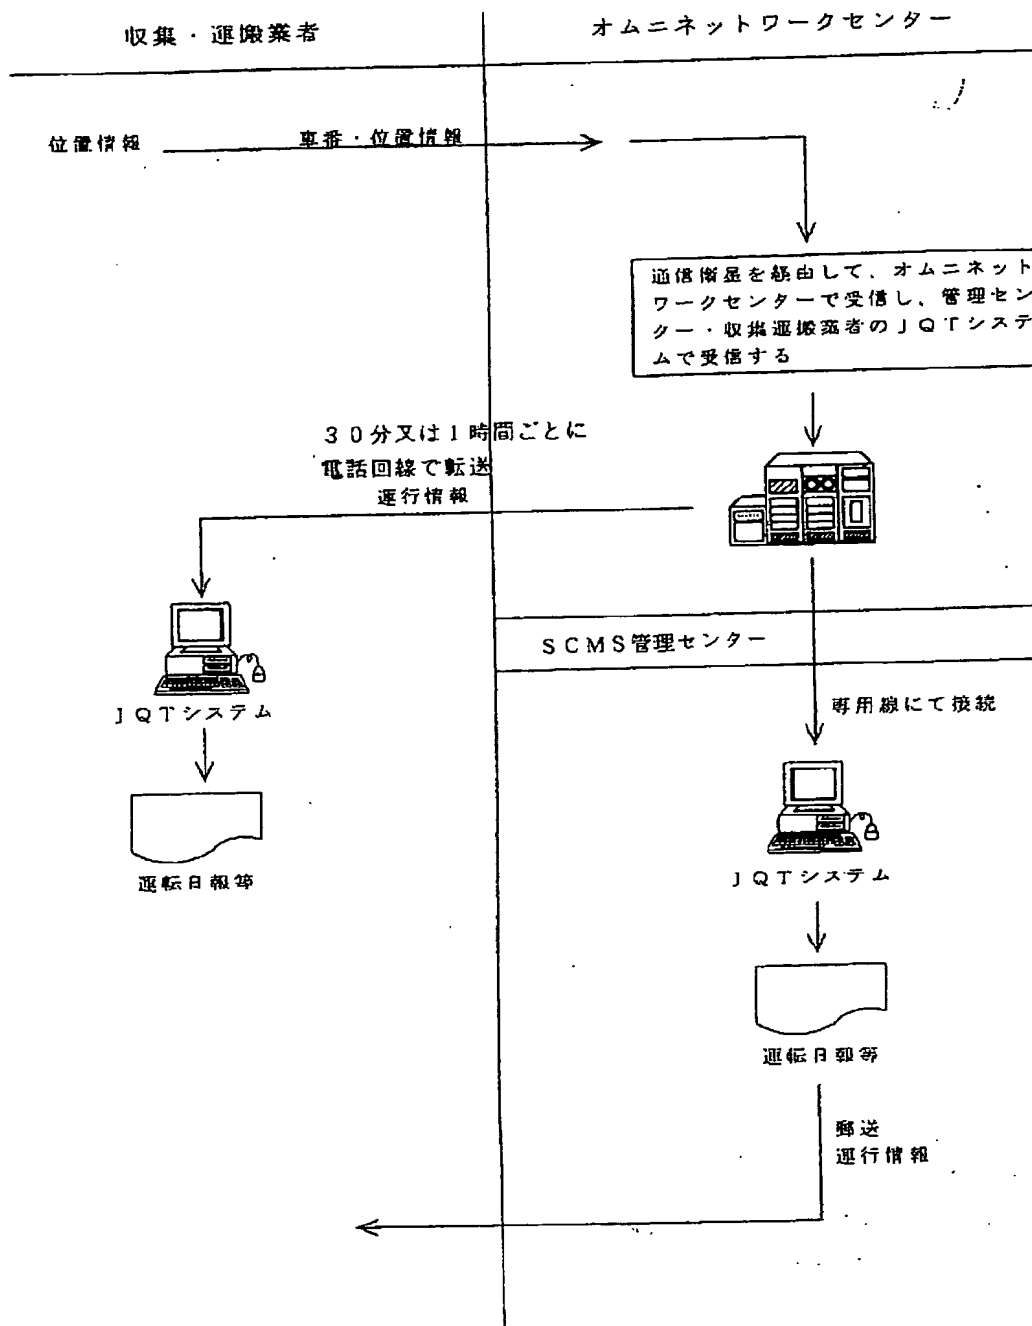 収集・運搬業者
オムニネットワークセンター
位置情報
車番・位置情報
通信衛星を経由して、オムニネット
ワークセンターで受信し、管理セン
ター・収集運搬業者のJQTシステ
ムで受信する
30分又は1時間ごとに
電話回線で転送
運行情報
SCMS管理センター
専用線にて接続
JQTシステム
運転日報等
JQTシステム
運転日報等
郵送
運行情報